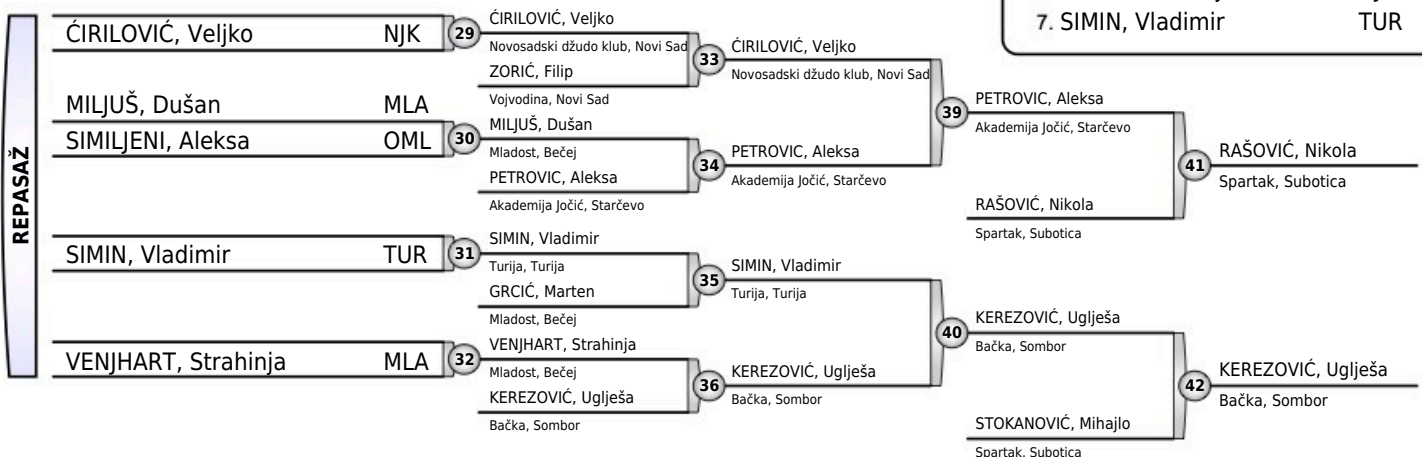 7. SIMIN, Vladimir TUR
REPASAŽ
ĆIRILOVIĆ, Veljko NJK
29
MILJUŠ, Dušan MLA
SIMILJENI, Aleksa OML
30
SIMIN, Vladimir TUR
31
VENJHART, Strahinja MLA
32
ĆIRILOVIĆ, Veljko
Novosadski džudo klub, Novi Sad
ZORIĆ, Filip
Vojvodina, Novi Sad
33
MILJUŠ, Dušan
Mladost, Bečej
PETROVIC, Aleksa
Akademija Jočić, Starčevo
34
SIMIN, Vladimir
Turija, Turija
GRCIĆ, Marten
Mladost, Bečej
35
VENJHART, Strahinja
Mladost, Bečej
KEREZOVIĆ, Uglješa
Bačka, Sombor
36
ĆIRILOVIĆ, Veljko
Novosadski džudo klub, Novi Sad
PETROVIC, Aleksa
Akademija Jočić, Starčevo
39
SIMIN, Vladimir
Turija, Turija
KEREZOVIĆ, Uglješa
Bačka, Sombor
40
PETROVIC, Aleksa
Akademija Jočić, Starčevo
RAŠOVIĆ, Nikola
Spartak, Subotica
41
KEREZOVIĆ, Uglješa
Bačka, Sombor
STOKANOVIĆ, Mihajlo
Spartak, Subotica
42
RAŠOVIĆ, Nikola
Spartak, Subotica
KEREZOVIĆ, Uglješa
Bačka, Sombor